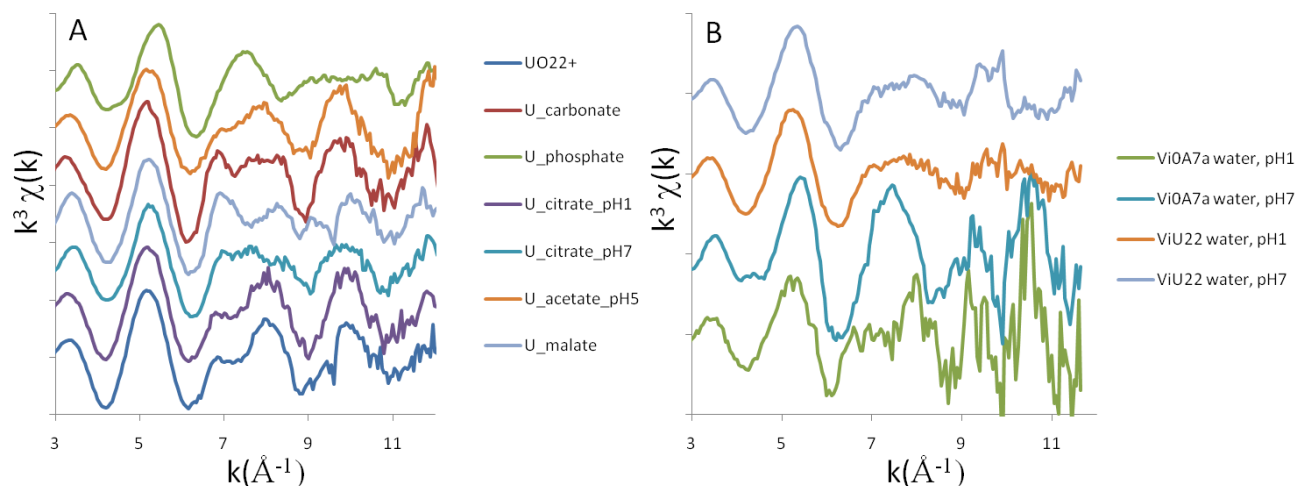 A
k³ χ(k)
3 5 7 9 11
k(Å⁻¹)
UO22+
U_carbonate
U_phosphate
U_citrate_pH1
U_citrate_pH7
U_acetate_pH5
U_malate
B
k³ χ(k)
3 5 7 9 11
k(Å⁻¹)
Vi0A7a water, pH1
Vi0A7a water, pH7
ViU22 water, pH1
ViU22 water, pH7